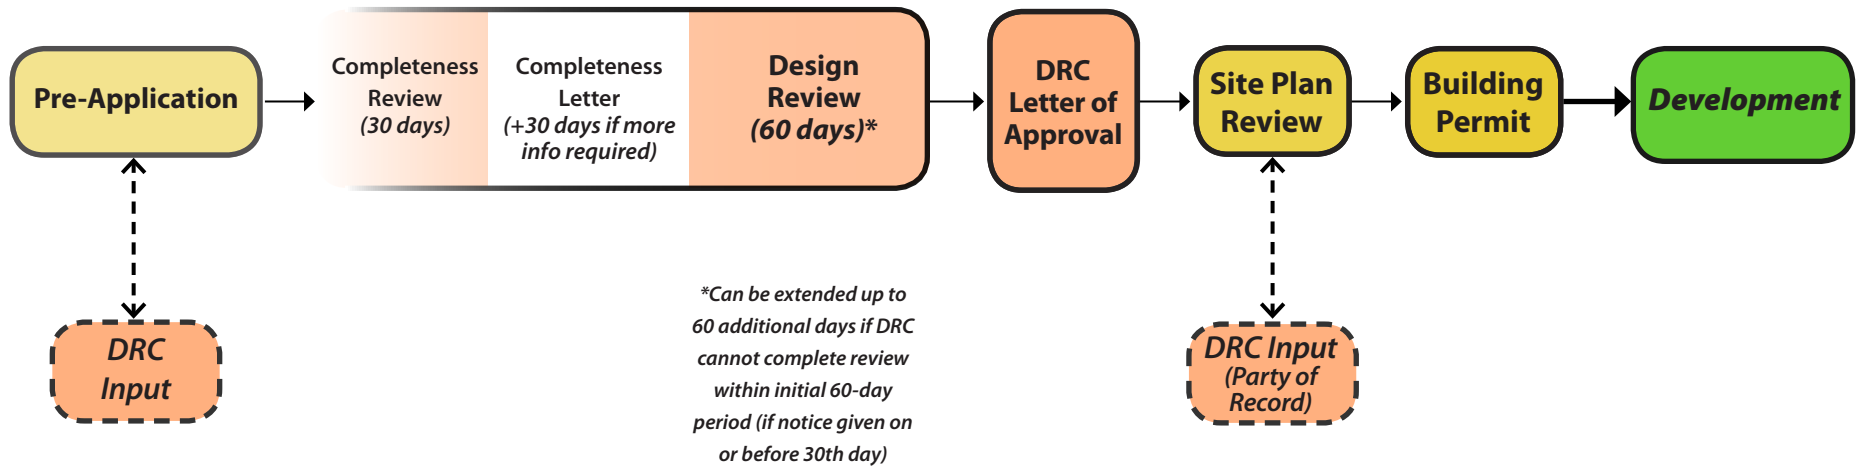 Pre-Application
Completeness
Review
(30 days)
Completeness
Letter
(+30 days if more
info required)
Design
Review
(60 days)*
DRC
Letter of
Approval
Site Plan
Review
Building
Permit
Development
DRC
Input
*Can be extended up to
60 additional days if DRC
cannot complete review
within initial 60-day
period (if notice given on
or before 30th day)
DRC Input
(Party of
Record)